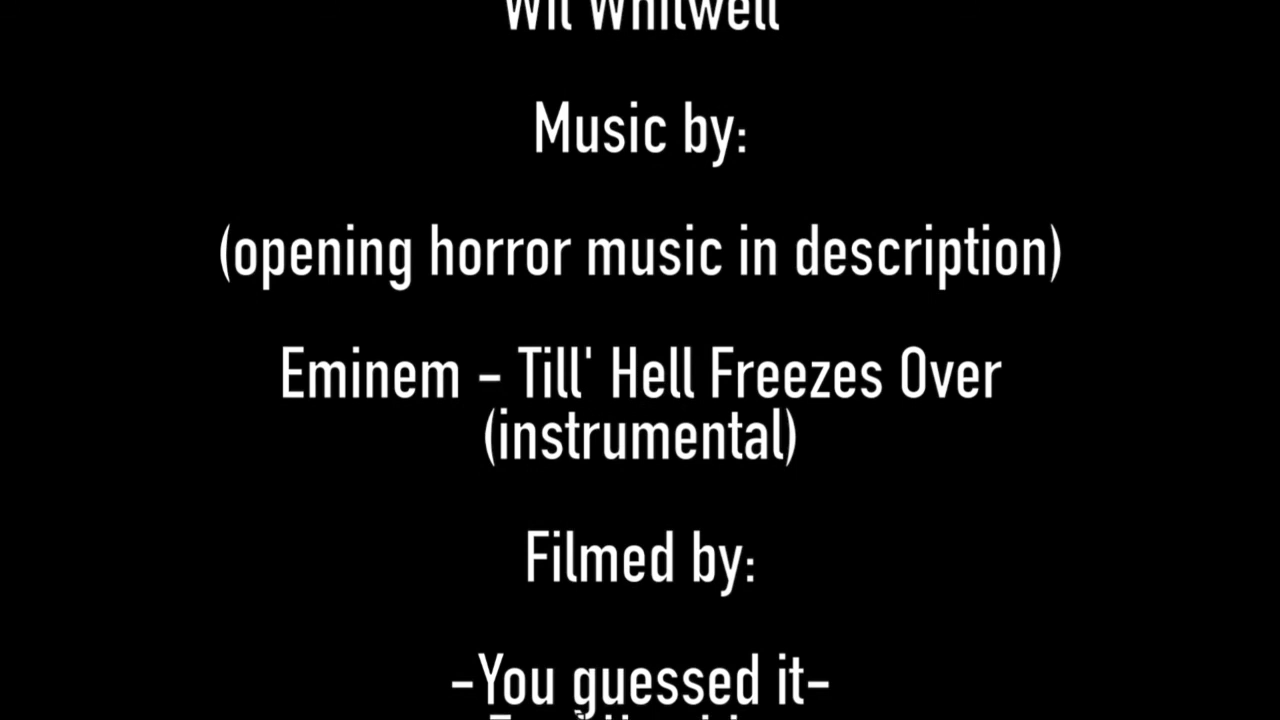 Wil Whitwell
Music by:
(opening horror music in description)
Eminem - Till' Hell Freezes Over
(instrumental)
Filmed by:
-You guessed it-